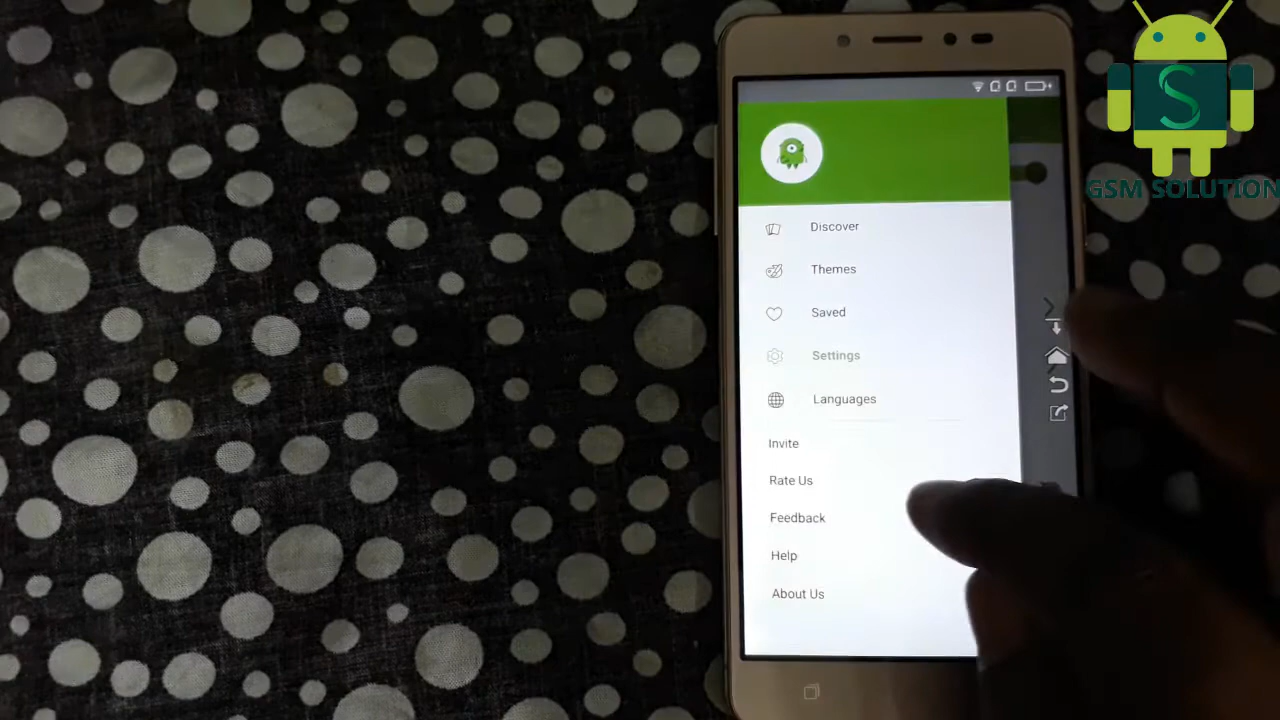 GSM SOLUTION
Discover
Themes
Saved
Settings
Languages
Invite
Rate Us
Feedback
Help
About Us